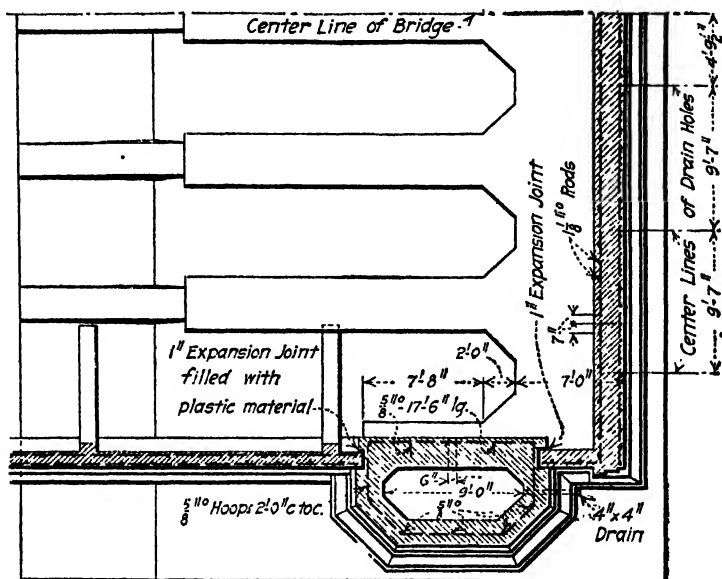 Center Line of Bridge
4'-9½"
Center Lines of Drain Holes
9'-7"
9'-7"
1⅛"□ Rods
1" Expansion Joint
7"
2'-0"
7'-8"
7'-0"
1" Expansion Joint
filled with
plastic material
⅝"□-17'-6" lg.
6"
9'-0"
⅝"□
⅝"□ Hoops 2'-0" c toc.
4"x4"
Drain